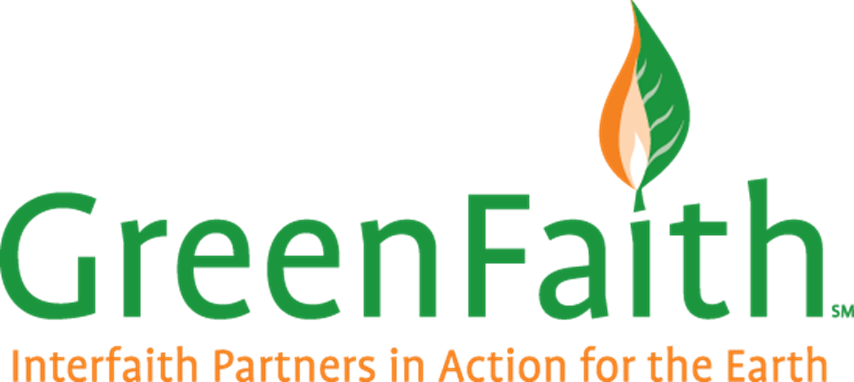 GreenFaith SM
Interfaith Partners in Action for the Earth